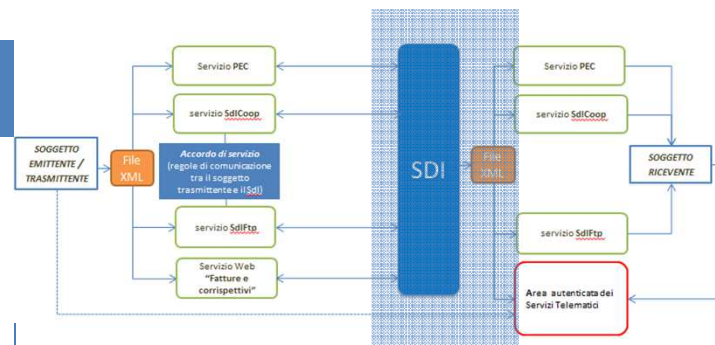 Servizio PEC
servizio SdICoop
Accordo di servizio
(regole di comunicazione
tra il soggetto
trasmittente e il SdI)
servizio SdIFtp
Servizio Web
"Fatture e
corrispettivi"
SOGGETTO
EMITTENTE /
TRASMITTENTE
File
XML
SDI
File
XML
Servizio PEC
servizio SdICoop
servizio SdIFtp
Area autenticata dei
Servizi Telematici
SOGGETTO
RICEVENTE